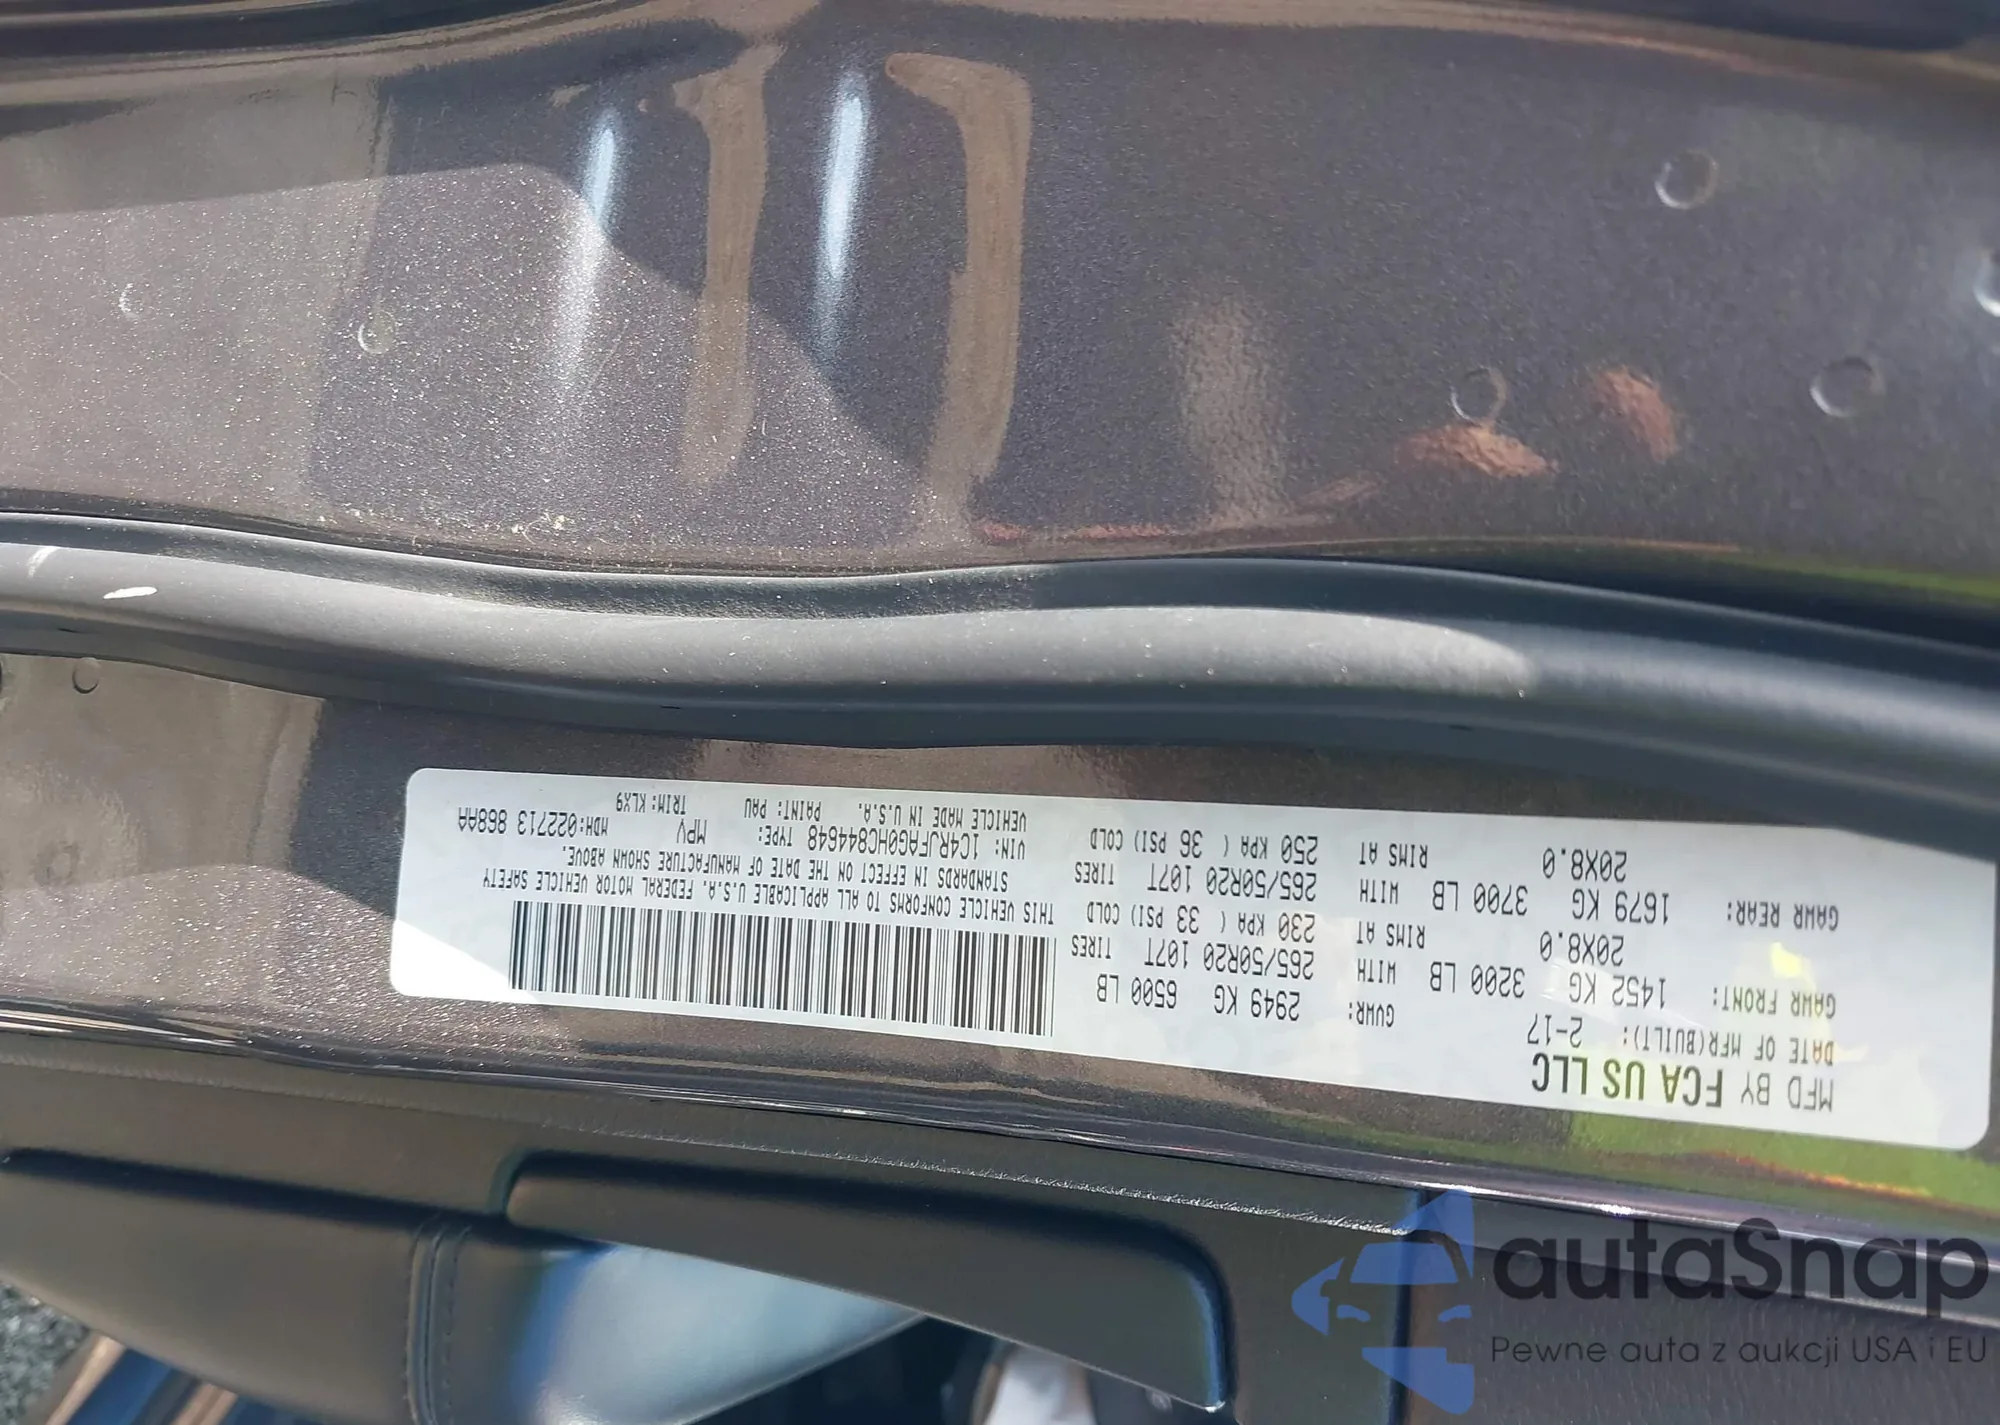 MFD BY FCA US LLC
DATE OF MFR(BUILT): 2-17
GVWR: 2949 KG 6500 LB
GAWR FRONT: 1452 KG 3200 LB WITH TIRES
265/50R20 107T
20X8.0 RIMS AT 230 KPA ( 33 PSI) COLD
GAWR REAR: 1679 KG 3700 LB WITH TIRES
265/50R20 107T
20X8.0 RIMS AT 250 KPA ( 36 PSI) COLD
THIS VEHICLE CONFORMS TO ALL APPLICABLE U.S.A. FEDERAL MOTOR VEHICLE SAFETY
STANDARDS IN EFFECT ON THE DATE OF MANUFACTURE SHOWN ABOVE.
VIN: 1C4RJFAG0HC844648 TYPE: MPV MDH:022713 868AA
VEHICLE MADE IN U.S.A. PAINT: PAU TRIM: KLX9
autaSnap
Pewne auta z aukcji USA i EU